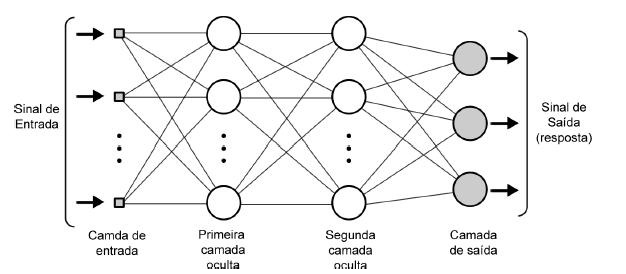 Sinal de
Entrada
Sinal de
Saída
(resposta)
Camda de
entrada
Primeira
camada
oculta
Segunda
camada
oculta
Camada
de saída